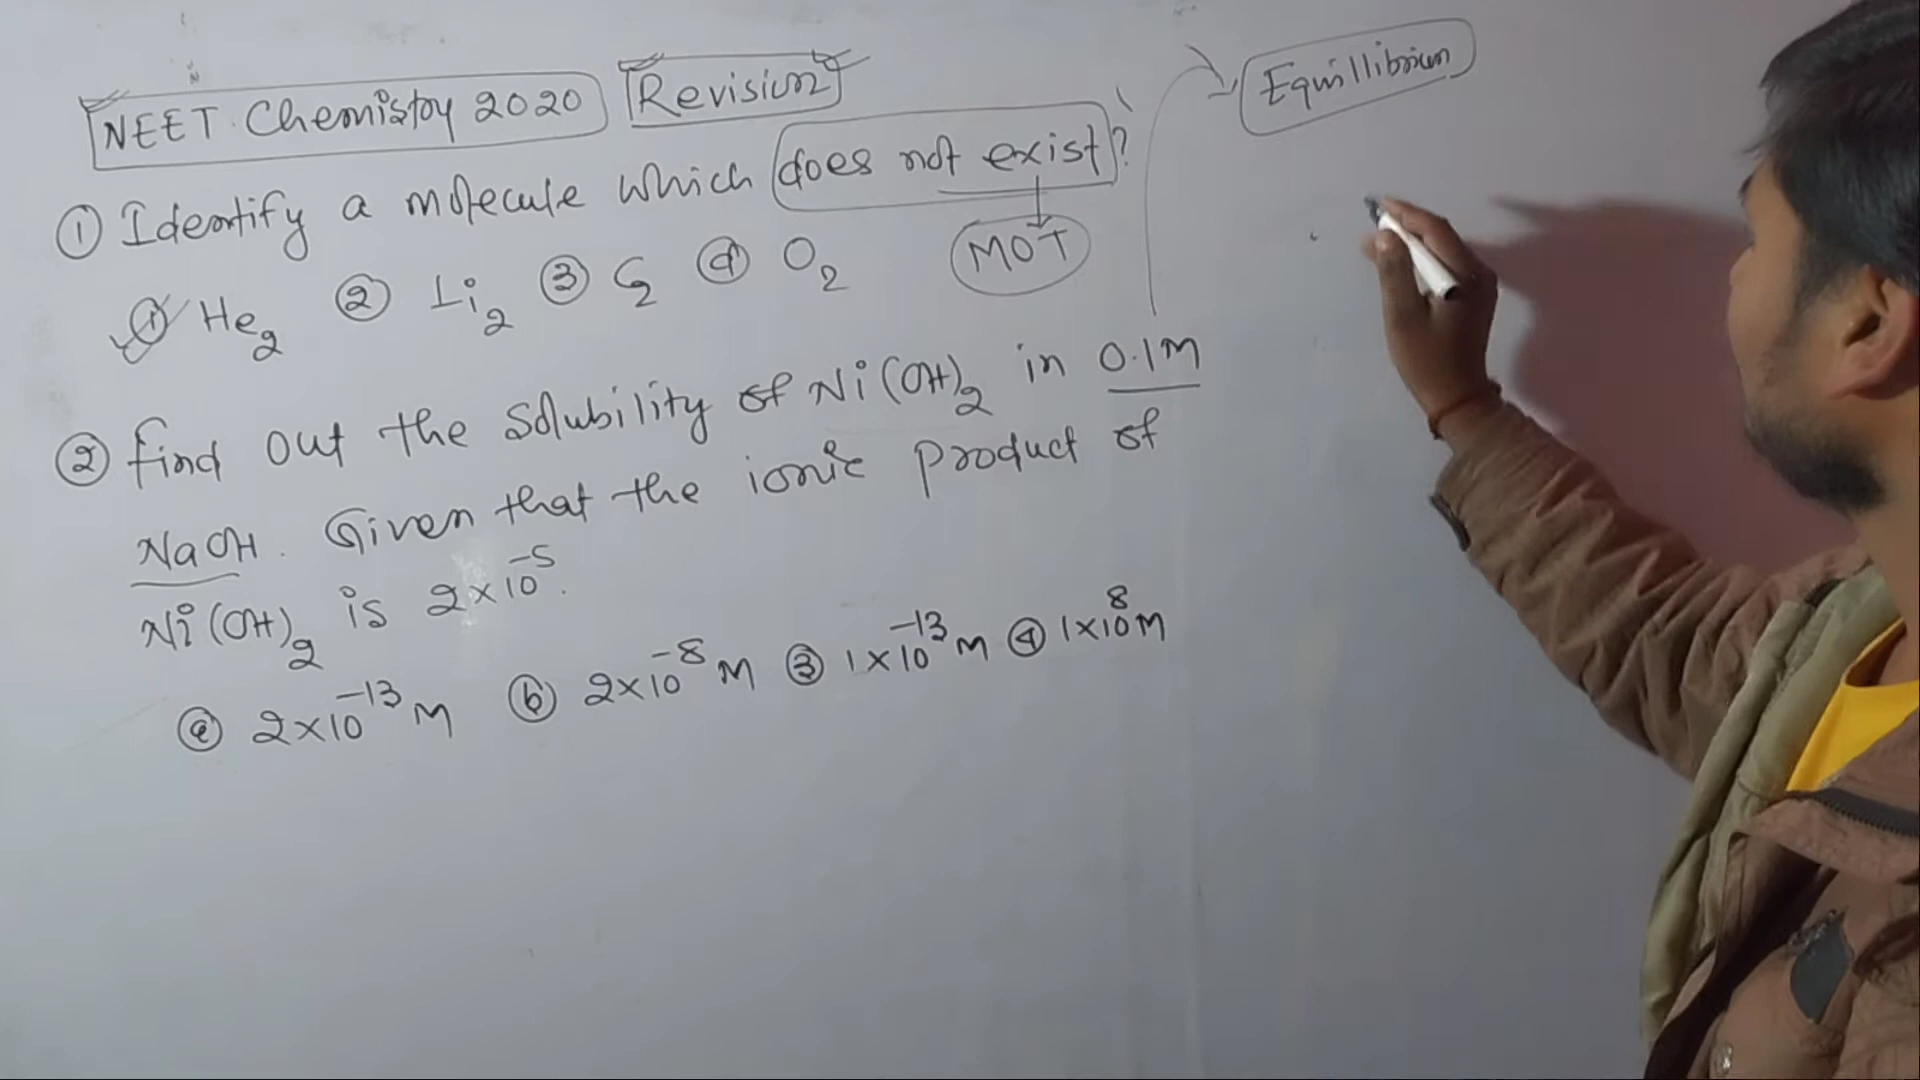 NEET Chemistry 2020 Revision
Equillibrium
① Identify a molecule which does not exist?
MOT
① He₂ ② Li₂ ③ C₂ ④ O₂
② find out the solubility of Ni(OH)₂ in 0.1M
NaOH. Given that the ionic product of
Ni(OH)₂ is 2×10⁻⁵.
ⓐ 2×10⁻¹³ M ⓑ 2×10⁻⁸ M ③ 1×10⁻¹³ M ④ 1×10⁸ M